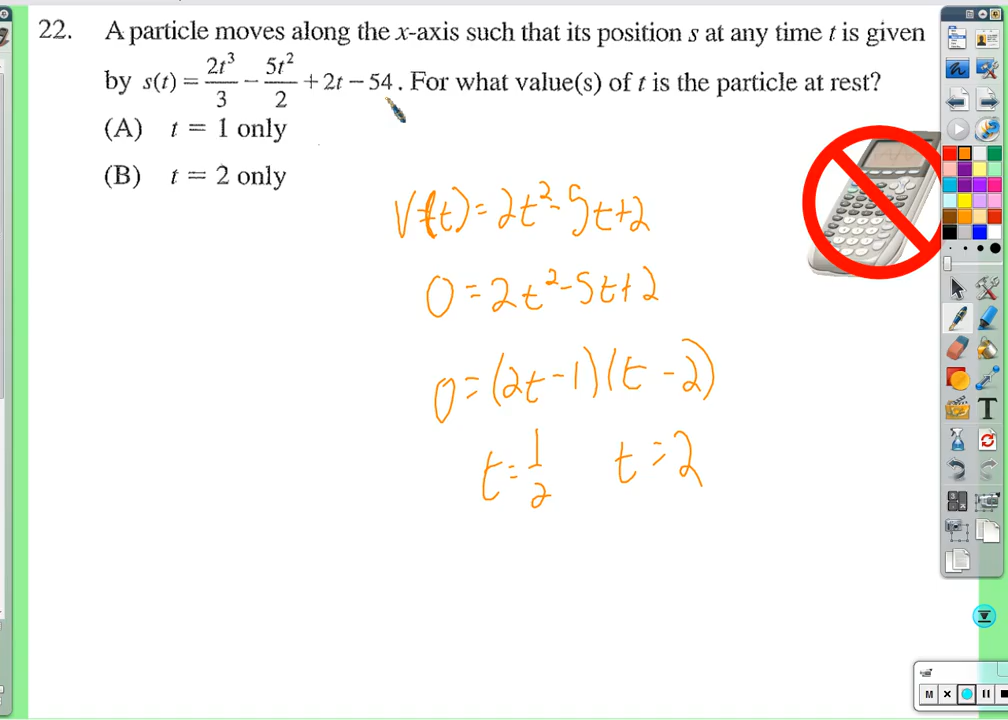 22. A particle moves along the x-axis such that its position s at any time t is given
by s(t) = 2t³/3 − 5t²/2 + 2t − 54. For what value(s) of t is the particle at rest?
(A) t = 1 only
(B) t = 2 only
V(t) = 2t² - 5t + 2
0 = 2t² - 5t + 2
0 = (2t - 1)(t - 2)
t = 1/2 t = 2
T
M